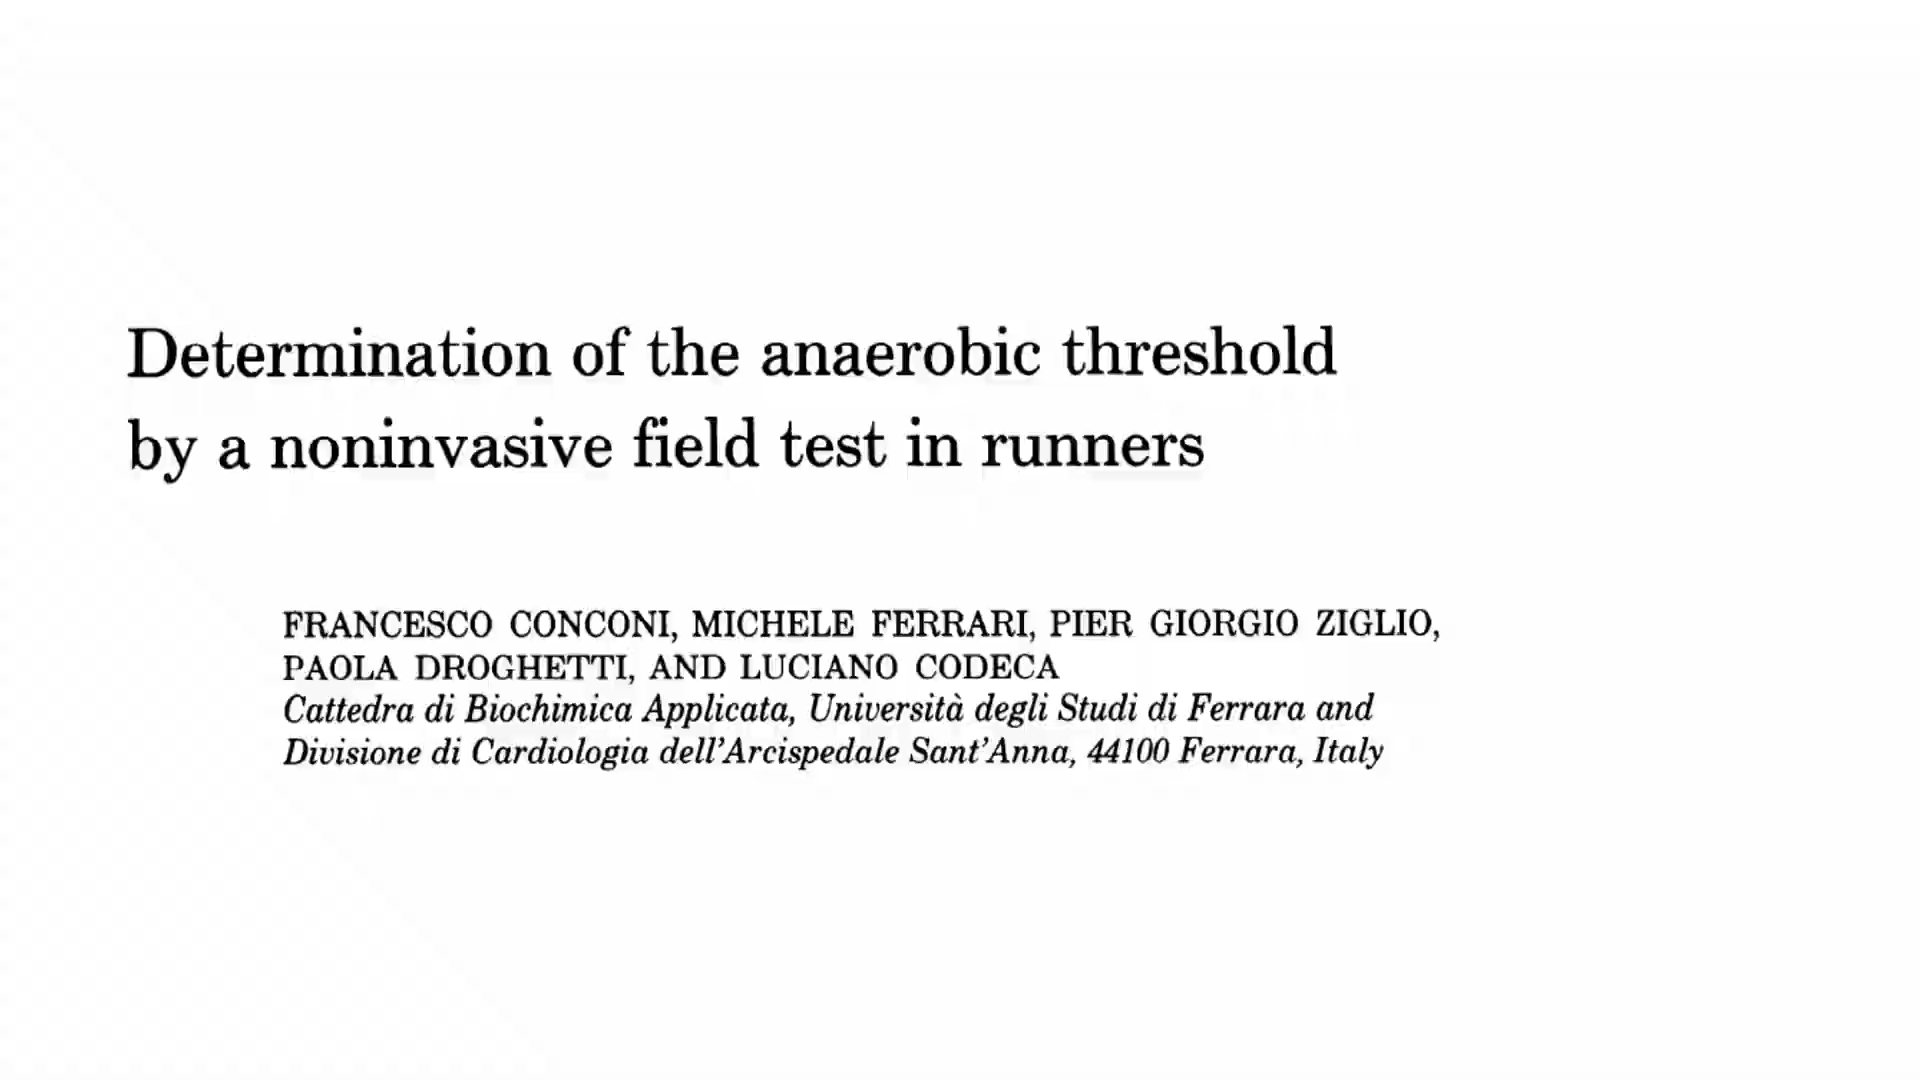 Determination of the anaerobic threshold
by a noninvasive field test in runners
FRANCESCO CONCONI, MICHELE FERRARI, PIER GIORGIO ZIGLIO,
PAOLA DROGHETTI, AND LUCIANO CODECA
Cattedra di Biochimica Applicata, Università degli Studi di Ferrara and
Divisione di Cardiologia dell'Arcispedale Sant'Anna, 44100 Ferrara, Italy